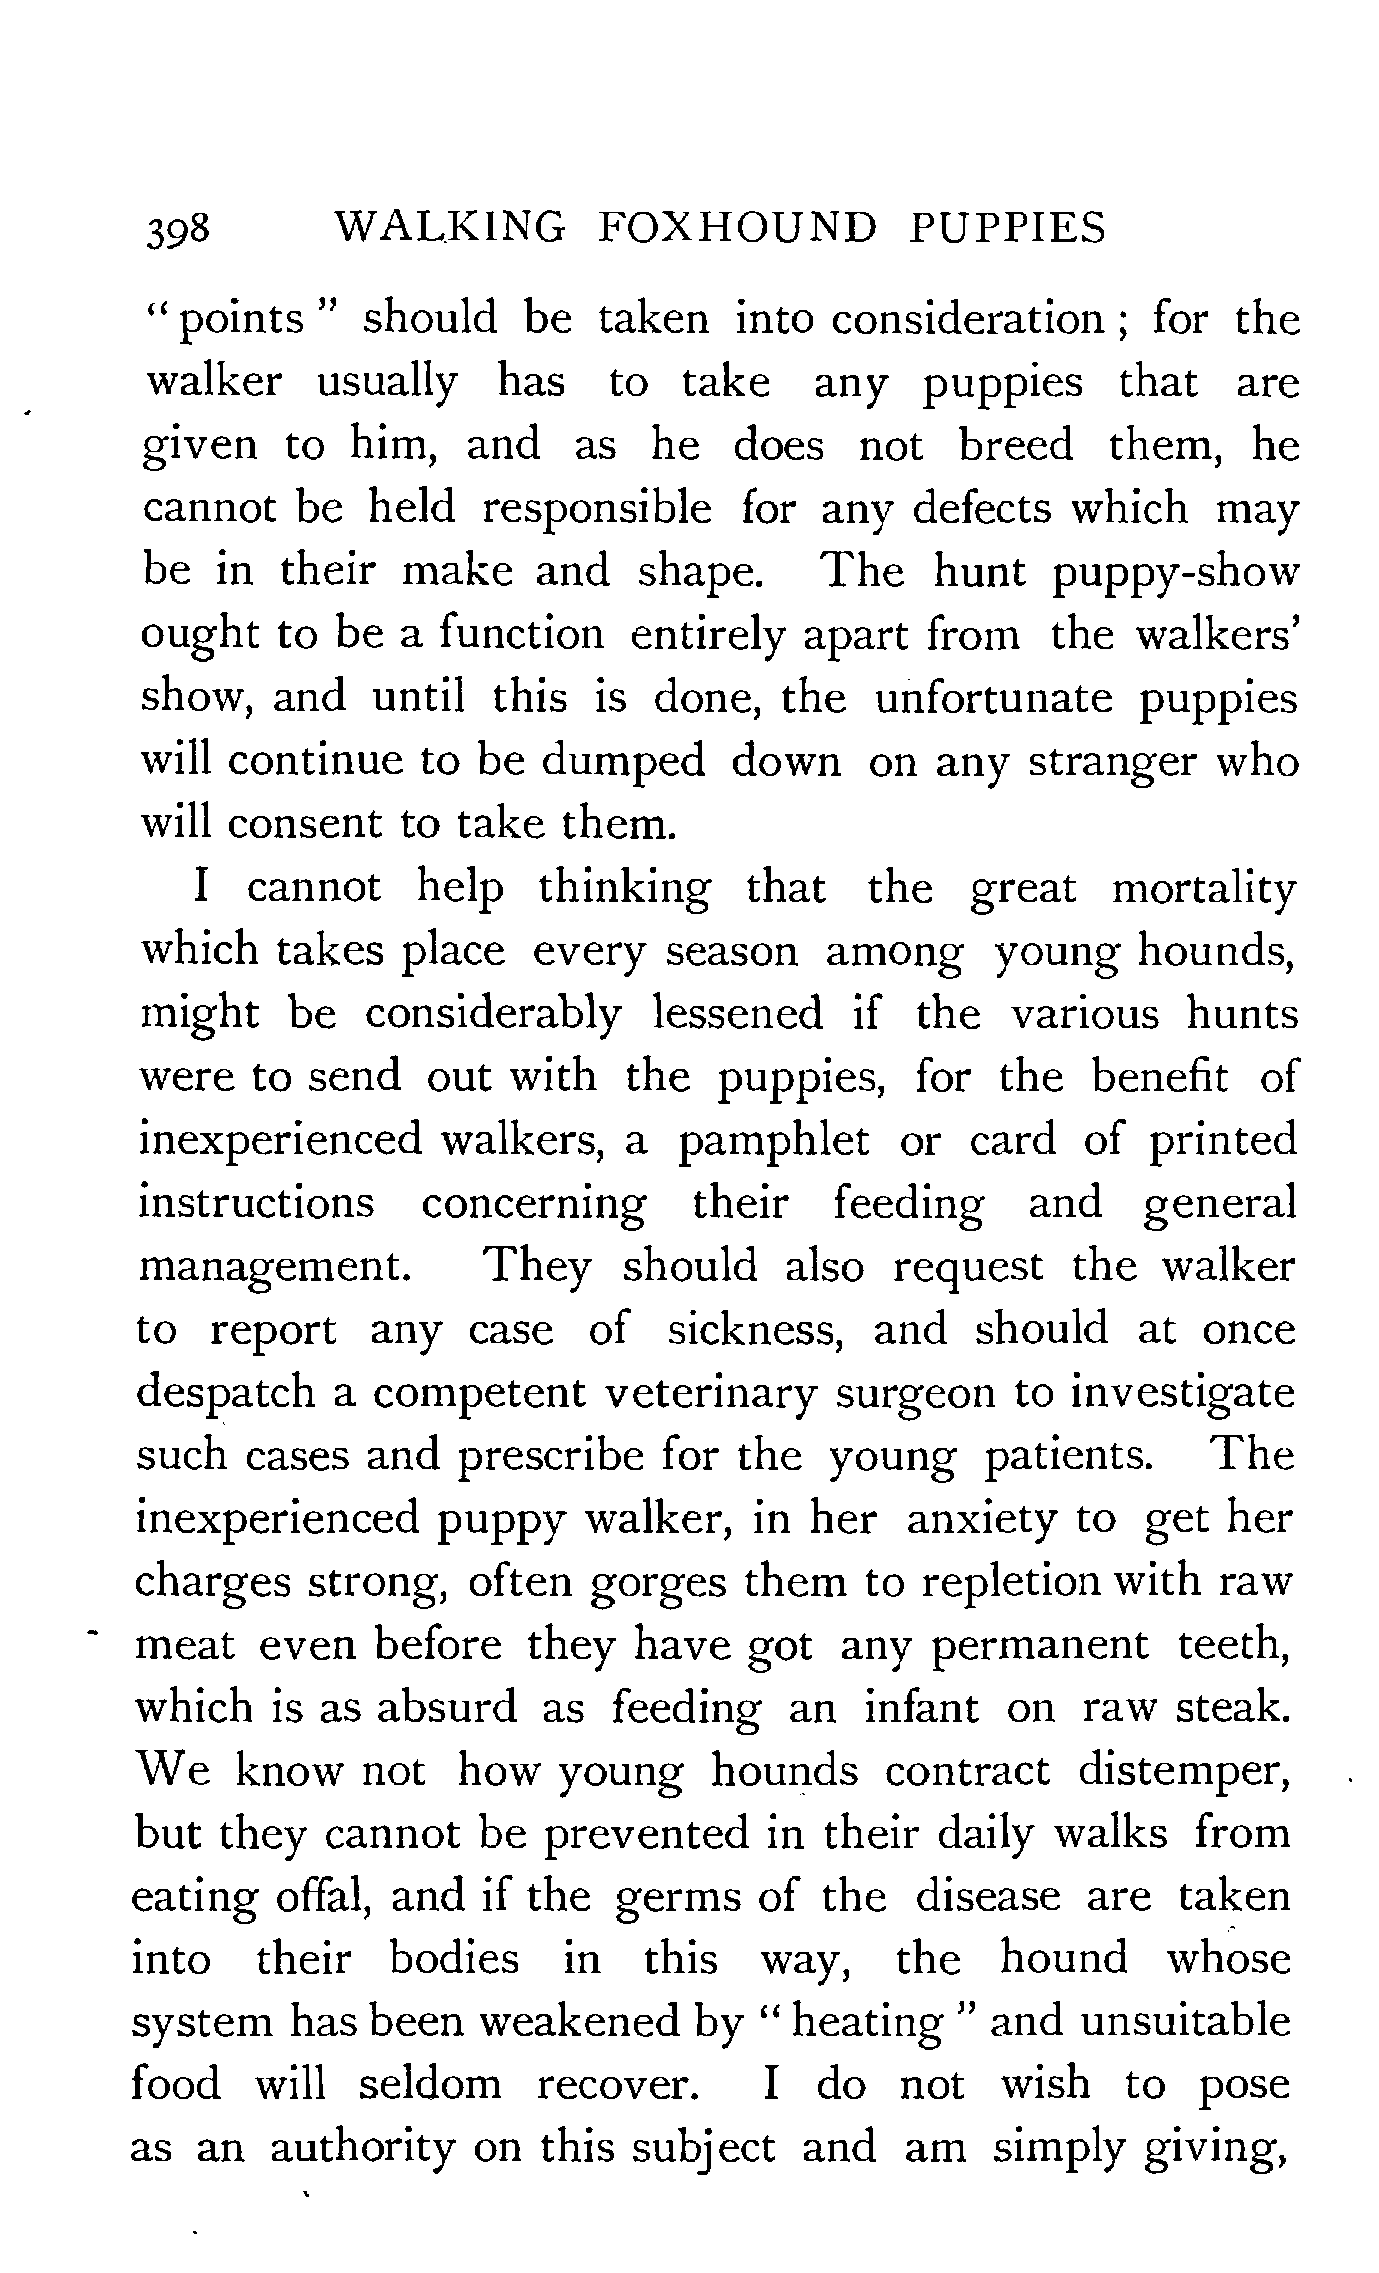 398 WALKING FOXHOUND PUPPIES
“points” should be taken into consideration; for the
walker usually has to take any puppies that are
given to him, and as he does not breed them, he
cannot be held responsible for any defects which may
be in their make and shape. The hunt puppy-show
ought to be a function entirely apart from the walkers’
show, and until this is done, the unfortunate puppies
will continue to be dumped down on any stranger who
will consent to take them.
I cannot help thinking that the great mortality
which takes place every season among young hounds,
might be considerably lessened if the various hunts
were to send out with the puppies, for the benefit of
inexperienced walkers, a pamphlet or card of printed
instructions concerning their feeding and general
management. They should also request the walker
to report any case of sickness, and should at once
despatch a competent veterinary surgeon to investigate
such cases and prescribe for the young patients. The
inexperienced puppy walker, in her anxiety to get her
charges strong, often gorges them to repletion with raw
meat even before they have got any permanent teeth,
which is as absurd as feeding an infant on raw steak.
We know not how young hounds contract distemper,
but they cannot be prevented in their daily walks from
eating offal, and if the germs of the disease are taken
into their bodies in this way, the hound whose
system has been weakened by “heating” and unsuitable
food will seldom recover. I do not wish to pose
as an authority on this subject and am simply giving,